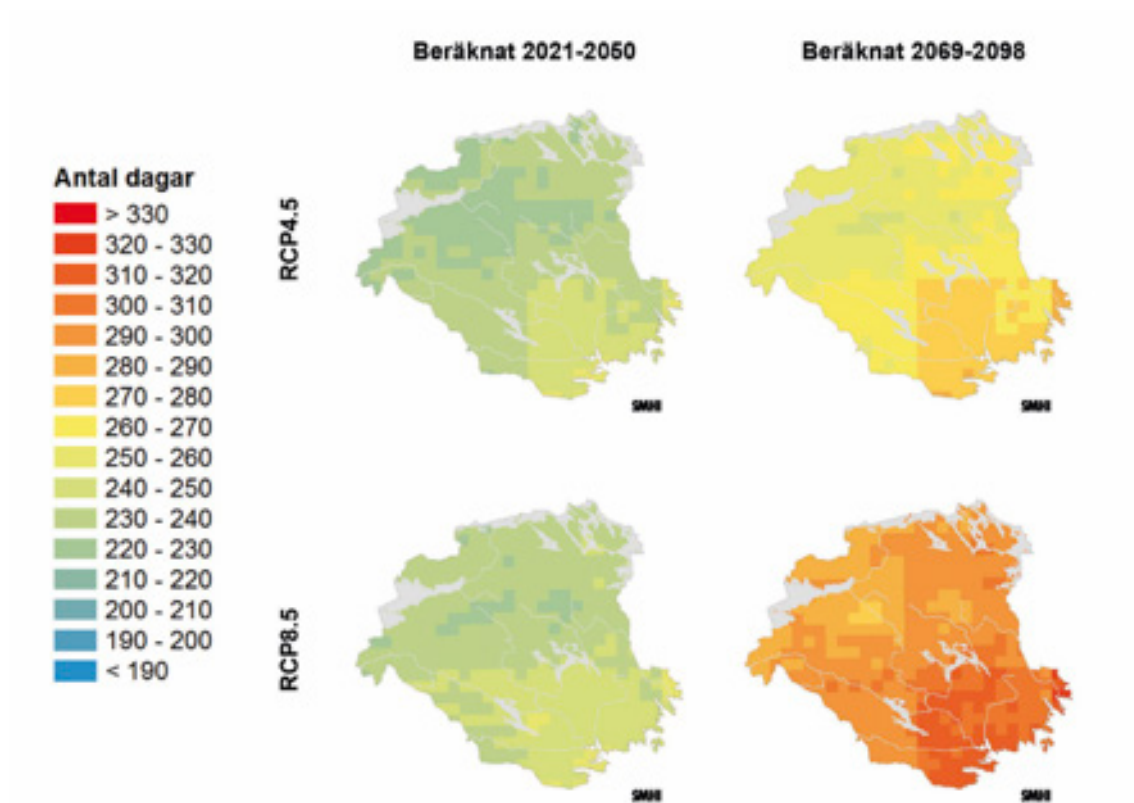 Beräknat 2021-2050
Beräknat 2069-2098
Antal dagar
> 330
320 - 330
310 - 320
300 - 310
290 - 300
280 - 290
270 - 280
260 - 270
250 - 260
240 - 250
230 - 240
220 - 230
210 - 220
200 - 210
190 - 200
< 190
RCP4.5
SMHI
SMHI
RCP8.5
SMHI
SMHI